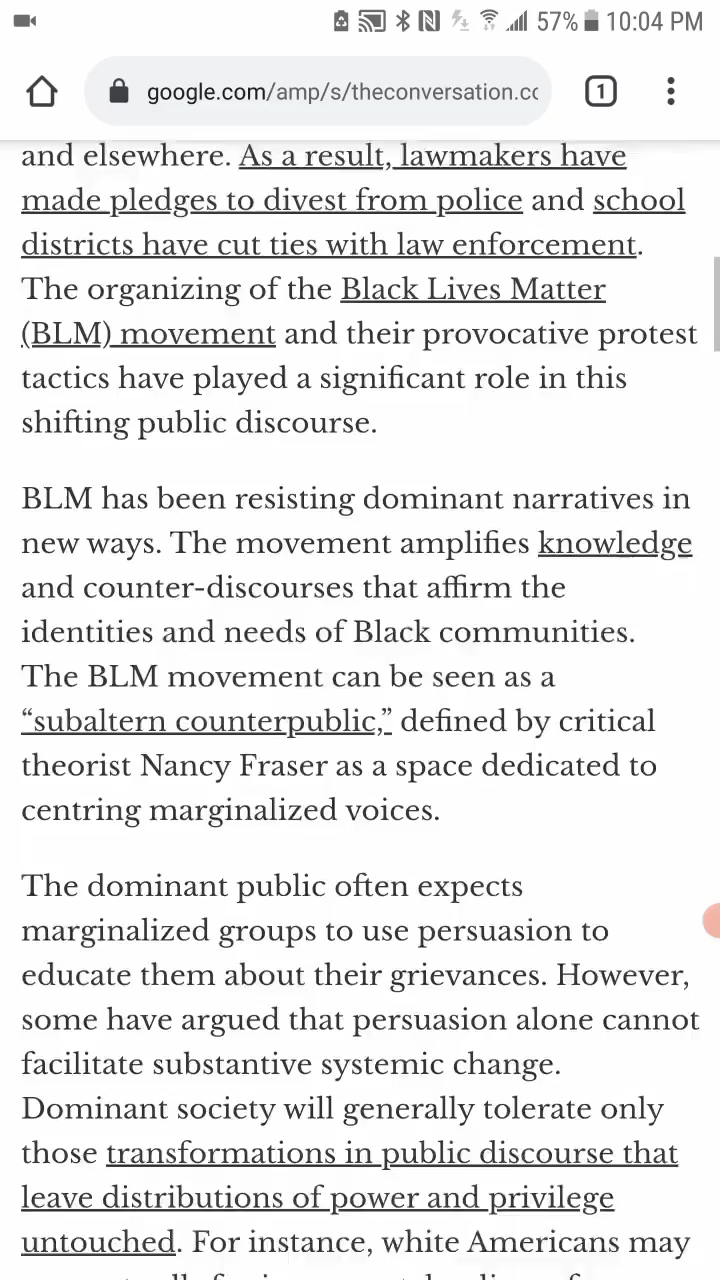 57% 10:04 PM
google.com/amp/s/theconversation.cc
1
and elsewhere. As a result, lawmakers have
made pledges to divest from police and school
districts have cut ties with law enforcement.
The organizing of the Black Lives Matter
(BLM) movement and their provocative protest
tactics have played a significant role in this
shifting public discourse.
BLM has been resisting dominant narratives in
new ways. The movement amplifies knowledge
and counter-discourses that affirm the
identities and needs of Black communities.
The BLM movement can be seen as a
“subaltern counterpublic,” defined by critical
theorist Nancy Fraser as a space dedicated to
centring marginalized voices.
The dominant public often expects
marginalized groups to use persuasion to
educate them about their grievances. However,
some have argued that persuasion alone cannot
facilitate substantive systemic change.
Dominant society will generally tolerate only
those transformations in public discourse that
leave distributions of power and privilege
untouched. For instance, white Americans may